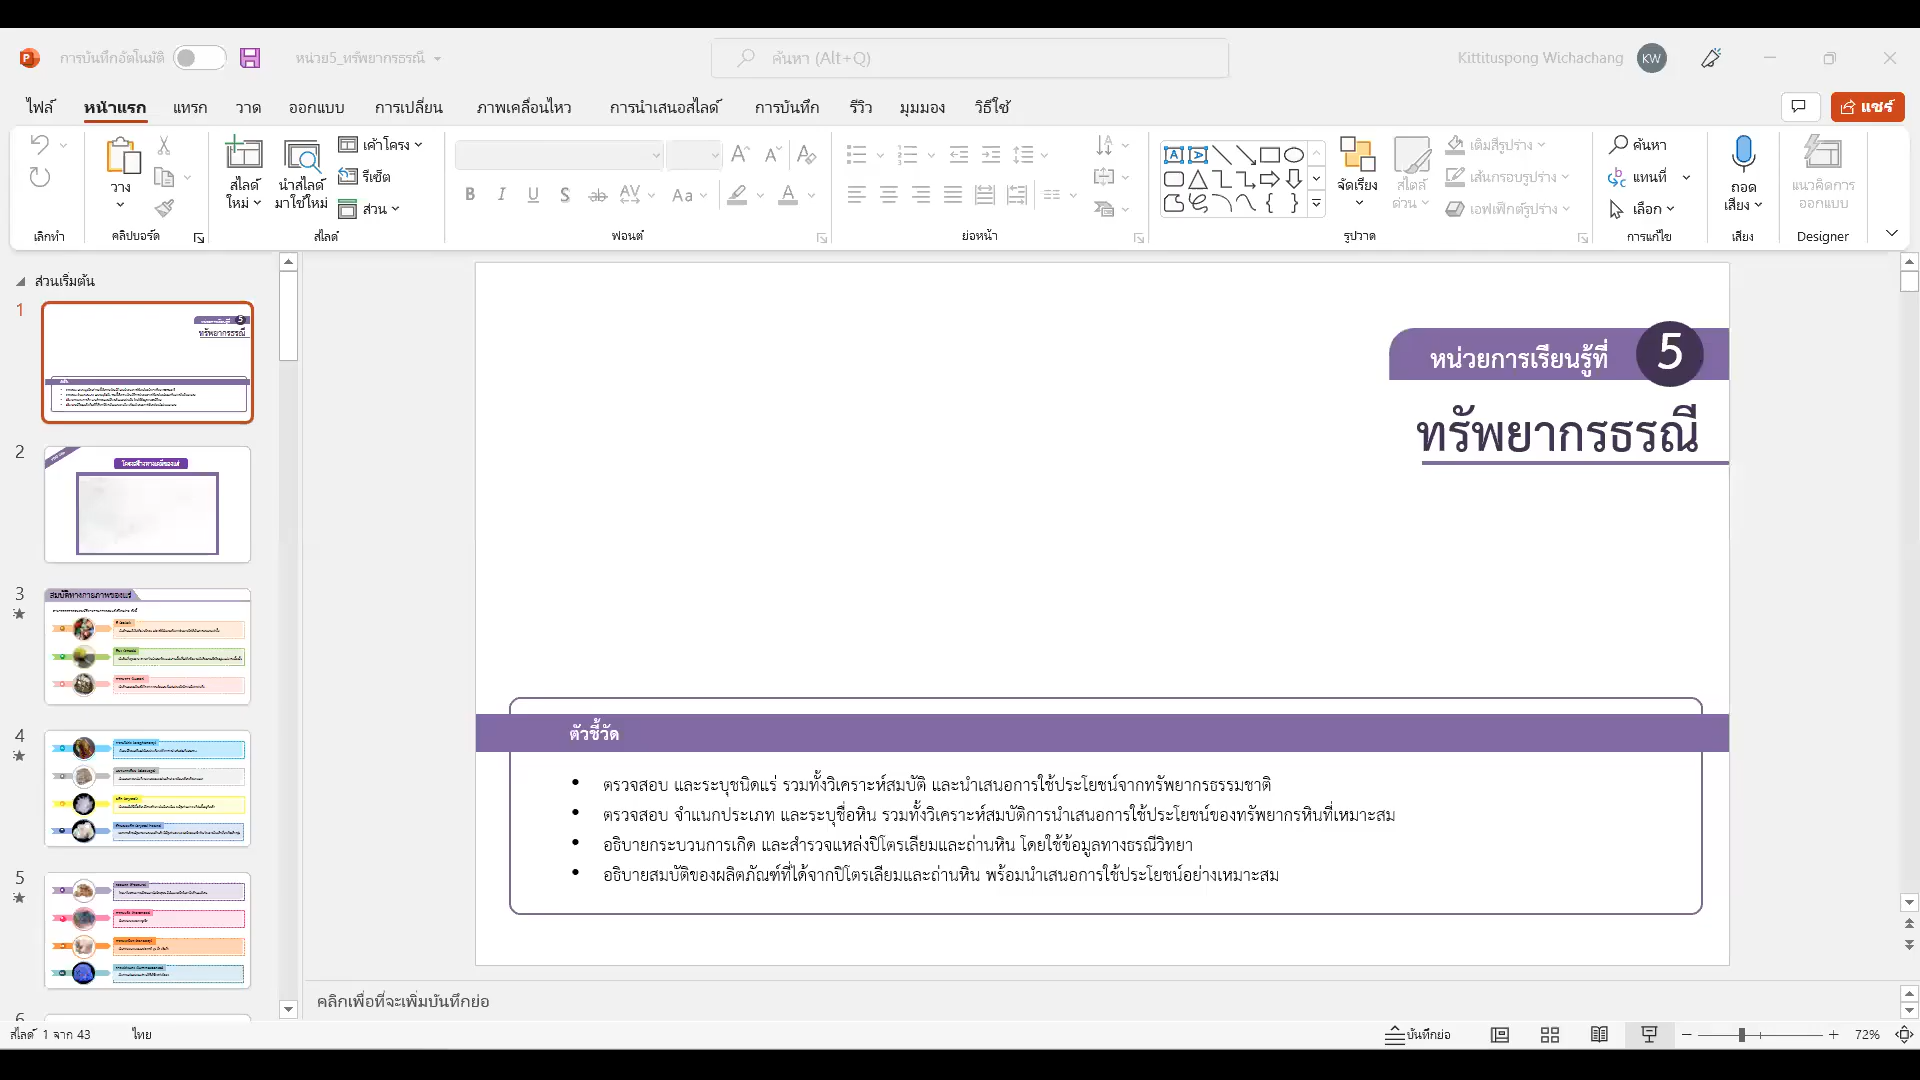 การบันทึกอัตโนมัติ
หน่วย5_ทรัพยากรธรณี
ค้นหา (Alt+Q)
Kittituspong Wichachang
KW
ไฟล์ หน้าแรก แทรก วาด ออกแบบ การเปลี่ยน ภาพเคลื่อนไหว การนำเสนอสไลด์ การบันทึก รีวิว มุมมอง วิธีใช้
แชร์
วาง
สไลด์ใหม่
นำสไลด์มาใช้ใหม่
เค้าโครง
รีเซ็ต
ส่วน
จัดเรียง
สไตล์ด่วน
เติมสีรูปร่าง
เส้นกรอบรูปร่าง
เอฟเฟ็กต์รูปร่าง
ค้นหา
แทนที่
เลือก
ถอดเสียง
แนวคิดการออกแบบ
เลิกทำ คลิปบอร์ด สไลด์ ฟอนต์ ย่อหน้า รูปวาด การแก้ไข เสียง Designer
ส่วนเริ่มต้น
1
2
3
สมบัติทางกายภาพของแร่
4
5
6
หน่วยการเรียนรู้ที่ 5
ทรัพยากรธรณี
ตัวชี้วัด
• ตรวจสอบ และระบุชนิดแร่ รวมทั้งวิเคราะห์สมบัติ และนำเสนอการใช้ประโยชน์จากทรัพยากรธรรมชาติ
• ตรวจสอบ จำแนกประเภท และระบุชื่อหิน รวมทั้งวิเคราะห์สมบัติการนำเสนอการใช้ประโยชน์ของทรัพยากรหินที่เหมาะสม
• อธิบายกระบวนการเกิด และสำรวจแหล่งปิโตรเลียมและถ่านหิน โดยใช้ข้อมูลทางธรณีวิทยา
• อธิบายสมบัติของผลิตภัณฑ์ที่ได้จากปิโตรเลียมและถ่านหิน พร้อมนำเสนอการใช้ประโยชน์อย่างเหมาะสม
คลิกเพื่อที่จะเพิ่มบันทึกย่อ
สไลด์ 1 จาก 43
ไทย
บันทึกย่อ
72%